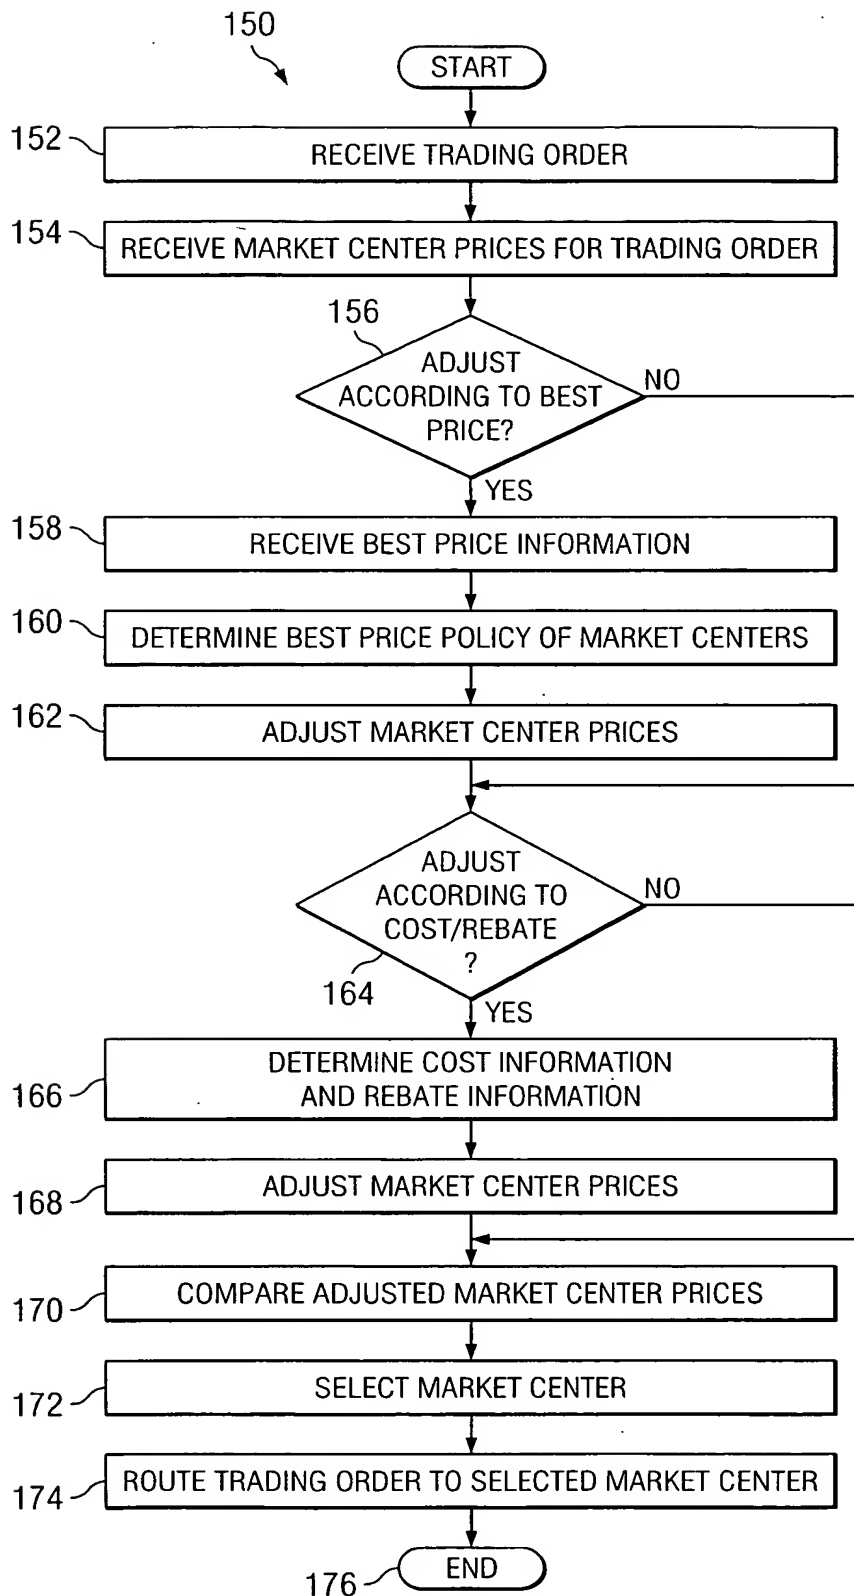 150
START
152
RECEIVE TRADING ORDER
154
RECEIVE MARKET CENTER PRICES FOR TRADING ORDER
156
ADJUST
ACCORDING TO BEST
PRICE?
NO
YES
158
RECEIVE BEST PRICE INFORMATION
160
DETERMINE BEST PRICE POLICY OF MARKET CENTERS
162
ADJUST MARKET CENTER PRICES
ADJUST
ACCORDING TO
COST/REBATE
?
NO
164
YES
DETERMINE COST INFORMATION
AND REBATE INFORMATION
166
ADJUST MARKET CENTER PRICES
168
COMPARE ADJUSTED MARKET CENTER PRICES
170
SELECT MARKET CENTER
172
ROUTE TRADING ORDER TO SELECTED MARKET CENTER
174
END
176